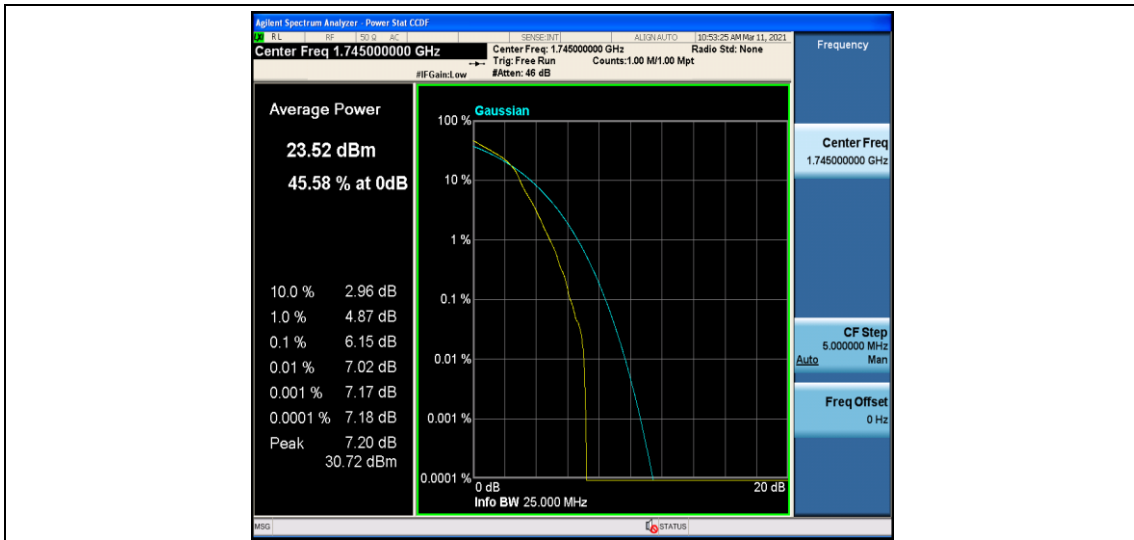 Agilent Spectrum Analyzer - Power Stat CCDF
LXI RL RF 50 Ω AC SENSE:INT ALIGN AUTO 10:53:25 AM Mar 11, 2021
Center Freq 1.745000000 GHz
Center Freq: 1.745000000 GHz Radio Std: None
Trig: Free Run Counts:1.00 M/1.00 Mpt
#IFGain:Low #Atten: 46 dB
Average Power
23.52 dBm
45.58 % at 0dB
10.0 % 2.96 dB
1.0 % 4.87 dB
0.1 % 6.15 dB
0.01 % 7.02 dB
0.001 % 7.17 dB
0.0001 % 7.18 dB
Peak 7.20 dB
30.72 dBm
Gaussian
100 %
10 %
1 %
0.1 %
0.01 %
0.001 %
0.0001 %
0 dB 20 dB
Info BW 25.000 MHz
Frequency
Center Freq
1.745000000 GHz
CF Step
5.000000 MHz
Auto Man
Freq Offset
0 Hz
MSG STATUS